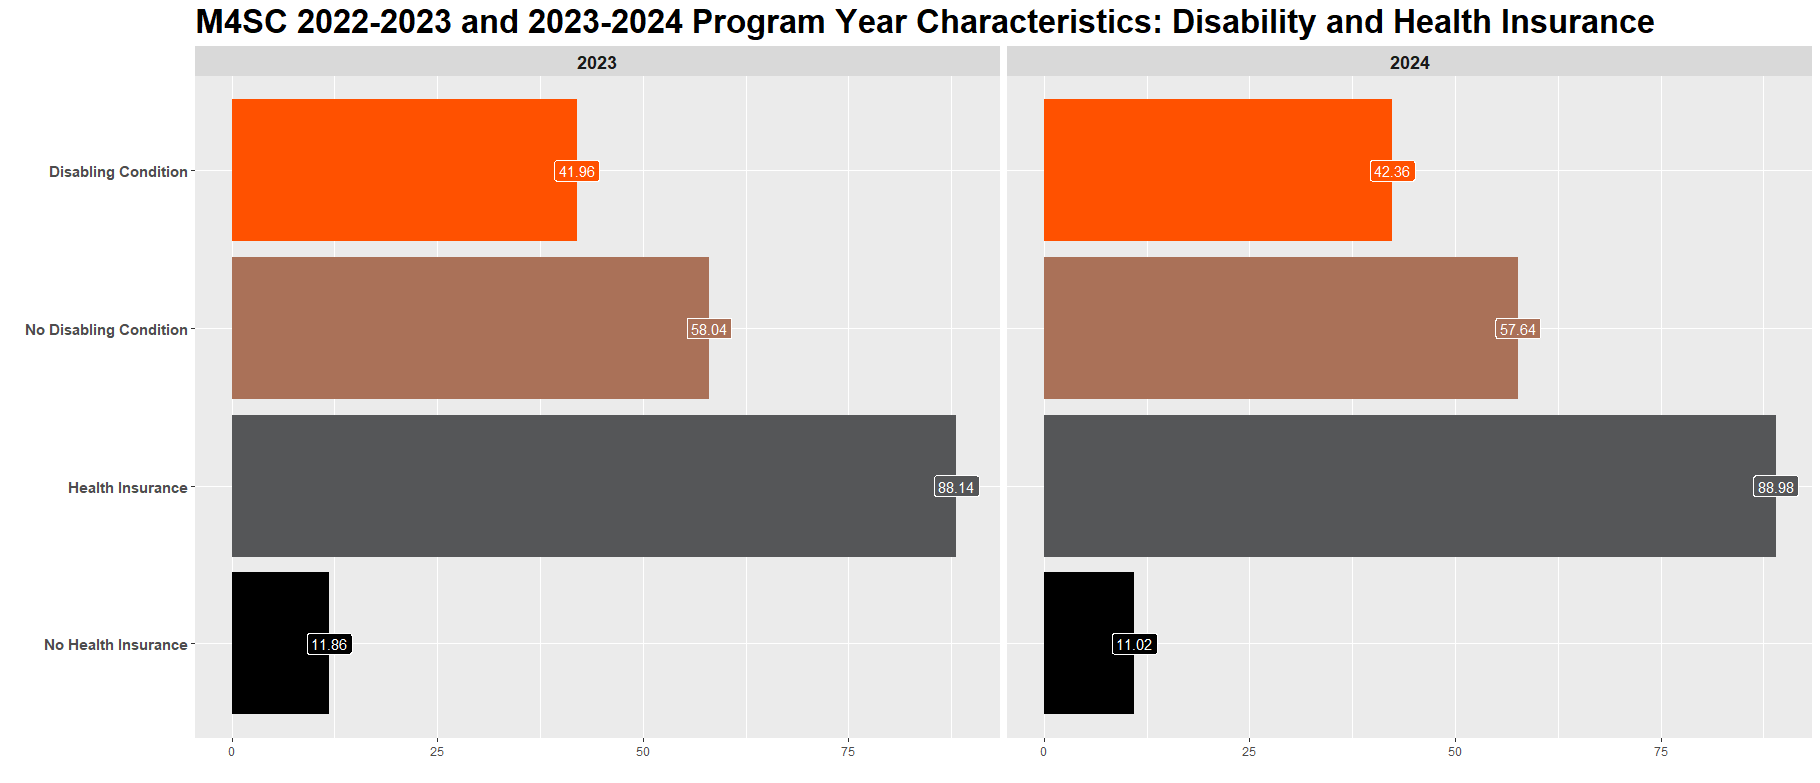 M4SC 2022-2023 and 2023-2024 Program Year Characteristics: Disability and Health Insurance
2023
2024
Disabling Condition
41.96
42.36
No Disabling Condition
58.04
57.64
Health Insurance
88.14
88.98
No Health Insurance
11.86
11.02
0 25 50 75
0 25 50 75